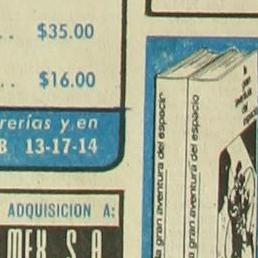 .. $35.00
.. $16.00
rerías y en
B 13-17-14
ADQUISICION A:
MEX S A
la gran aventura del espacio
la gran aventura del espacio